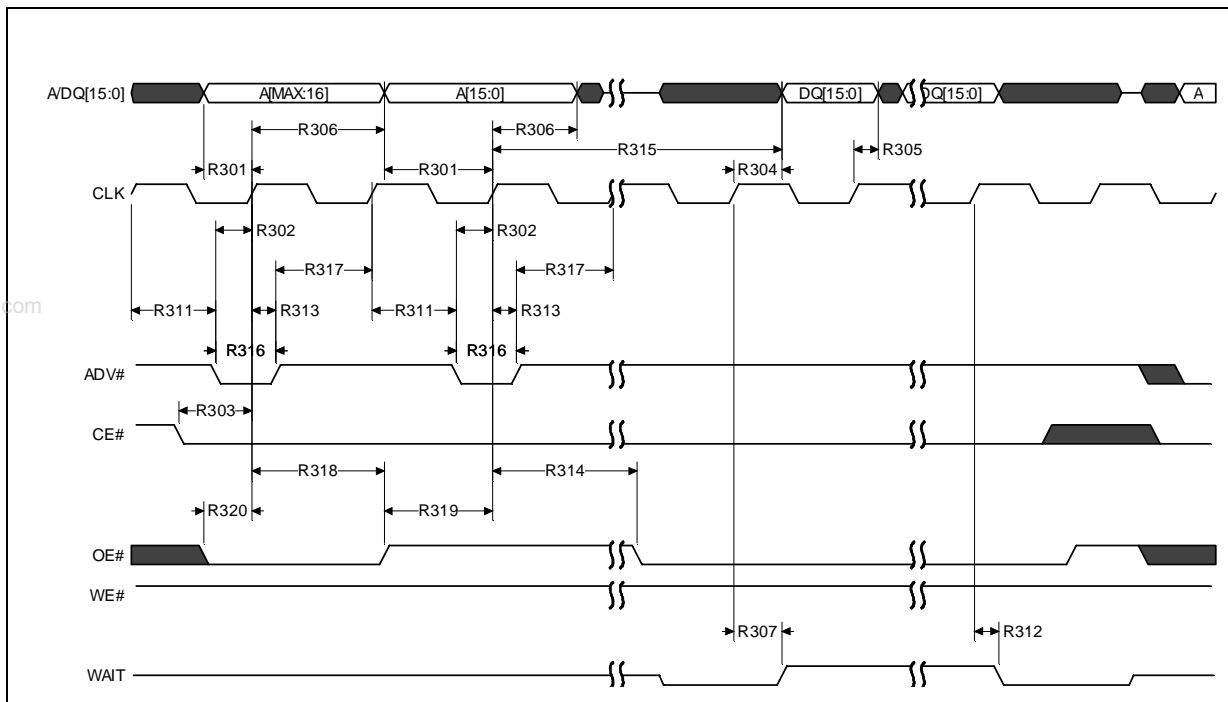 A/DQ[15:0] A[MAX:16] A[15:0] DQ[15:0] DQ[15:0] A
R306 R306
R315 R305
R301 R301 R304
CLK
R302 R302
R317 R317
com
R311 R313 R311 R313
R316 R316
ADV#
R303
CE#
R318 R314
R320 R319
OE#
WE#
R307 R312
WAIT